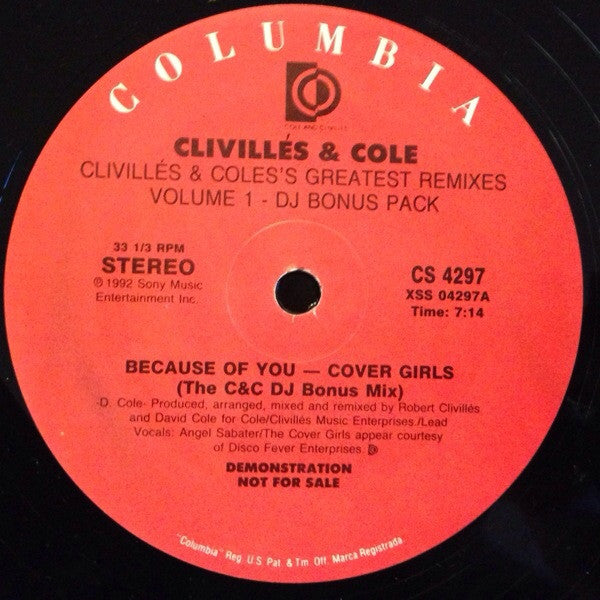 COLUMBIA
COLE AND CLIVILLÉS
CLIVILLÉS & COLE
CLIVILLÉS & COLES'S GREATEST REMIXES
VOLUME 1 - DJ BONUS PACK
33 1/3 RPM
STEREO
℗ 1992 Sony Music
Entertainment Inc.
CS 4297
XSS 04297A
Time: 7:14
BECAUSE OF YOU — COVER GIRLS
(The C&C DJ Bonus Mix)
-D. Cole- Produced, arranged, mixed and remixed by Robert Clivillés
and David Cole for Cole/Clivillés Music Enterprises./Lead
Vocals: Angel Sabater/The Cover Girls appear courtesy
of Disco Fever Enterprises.
DEMONSTRATION
NOT FOR SALE
"Columbia" Reg. U.S. Pat. & Tm. Off. Marca Registrada.